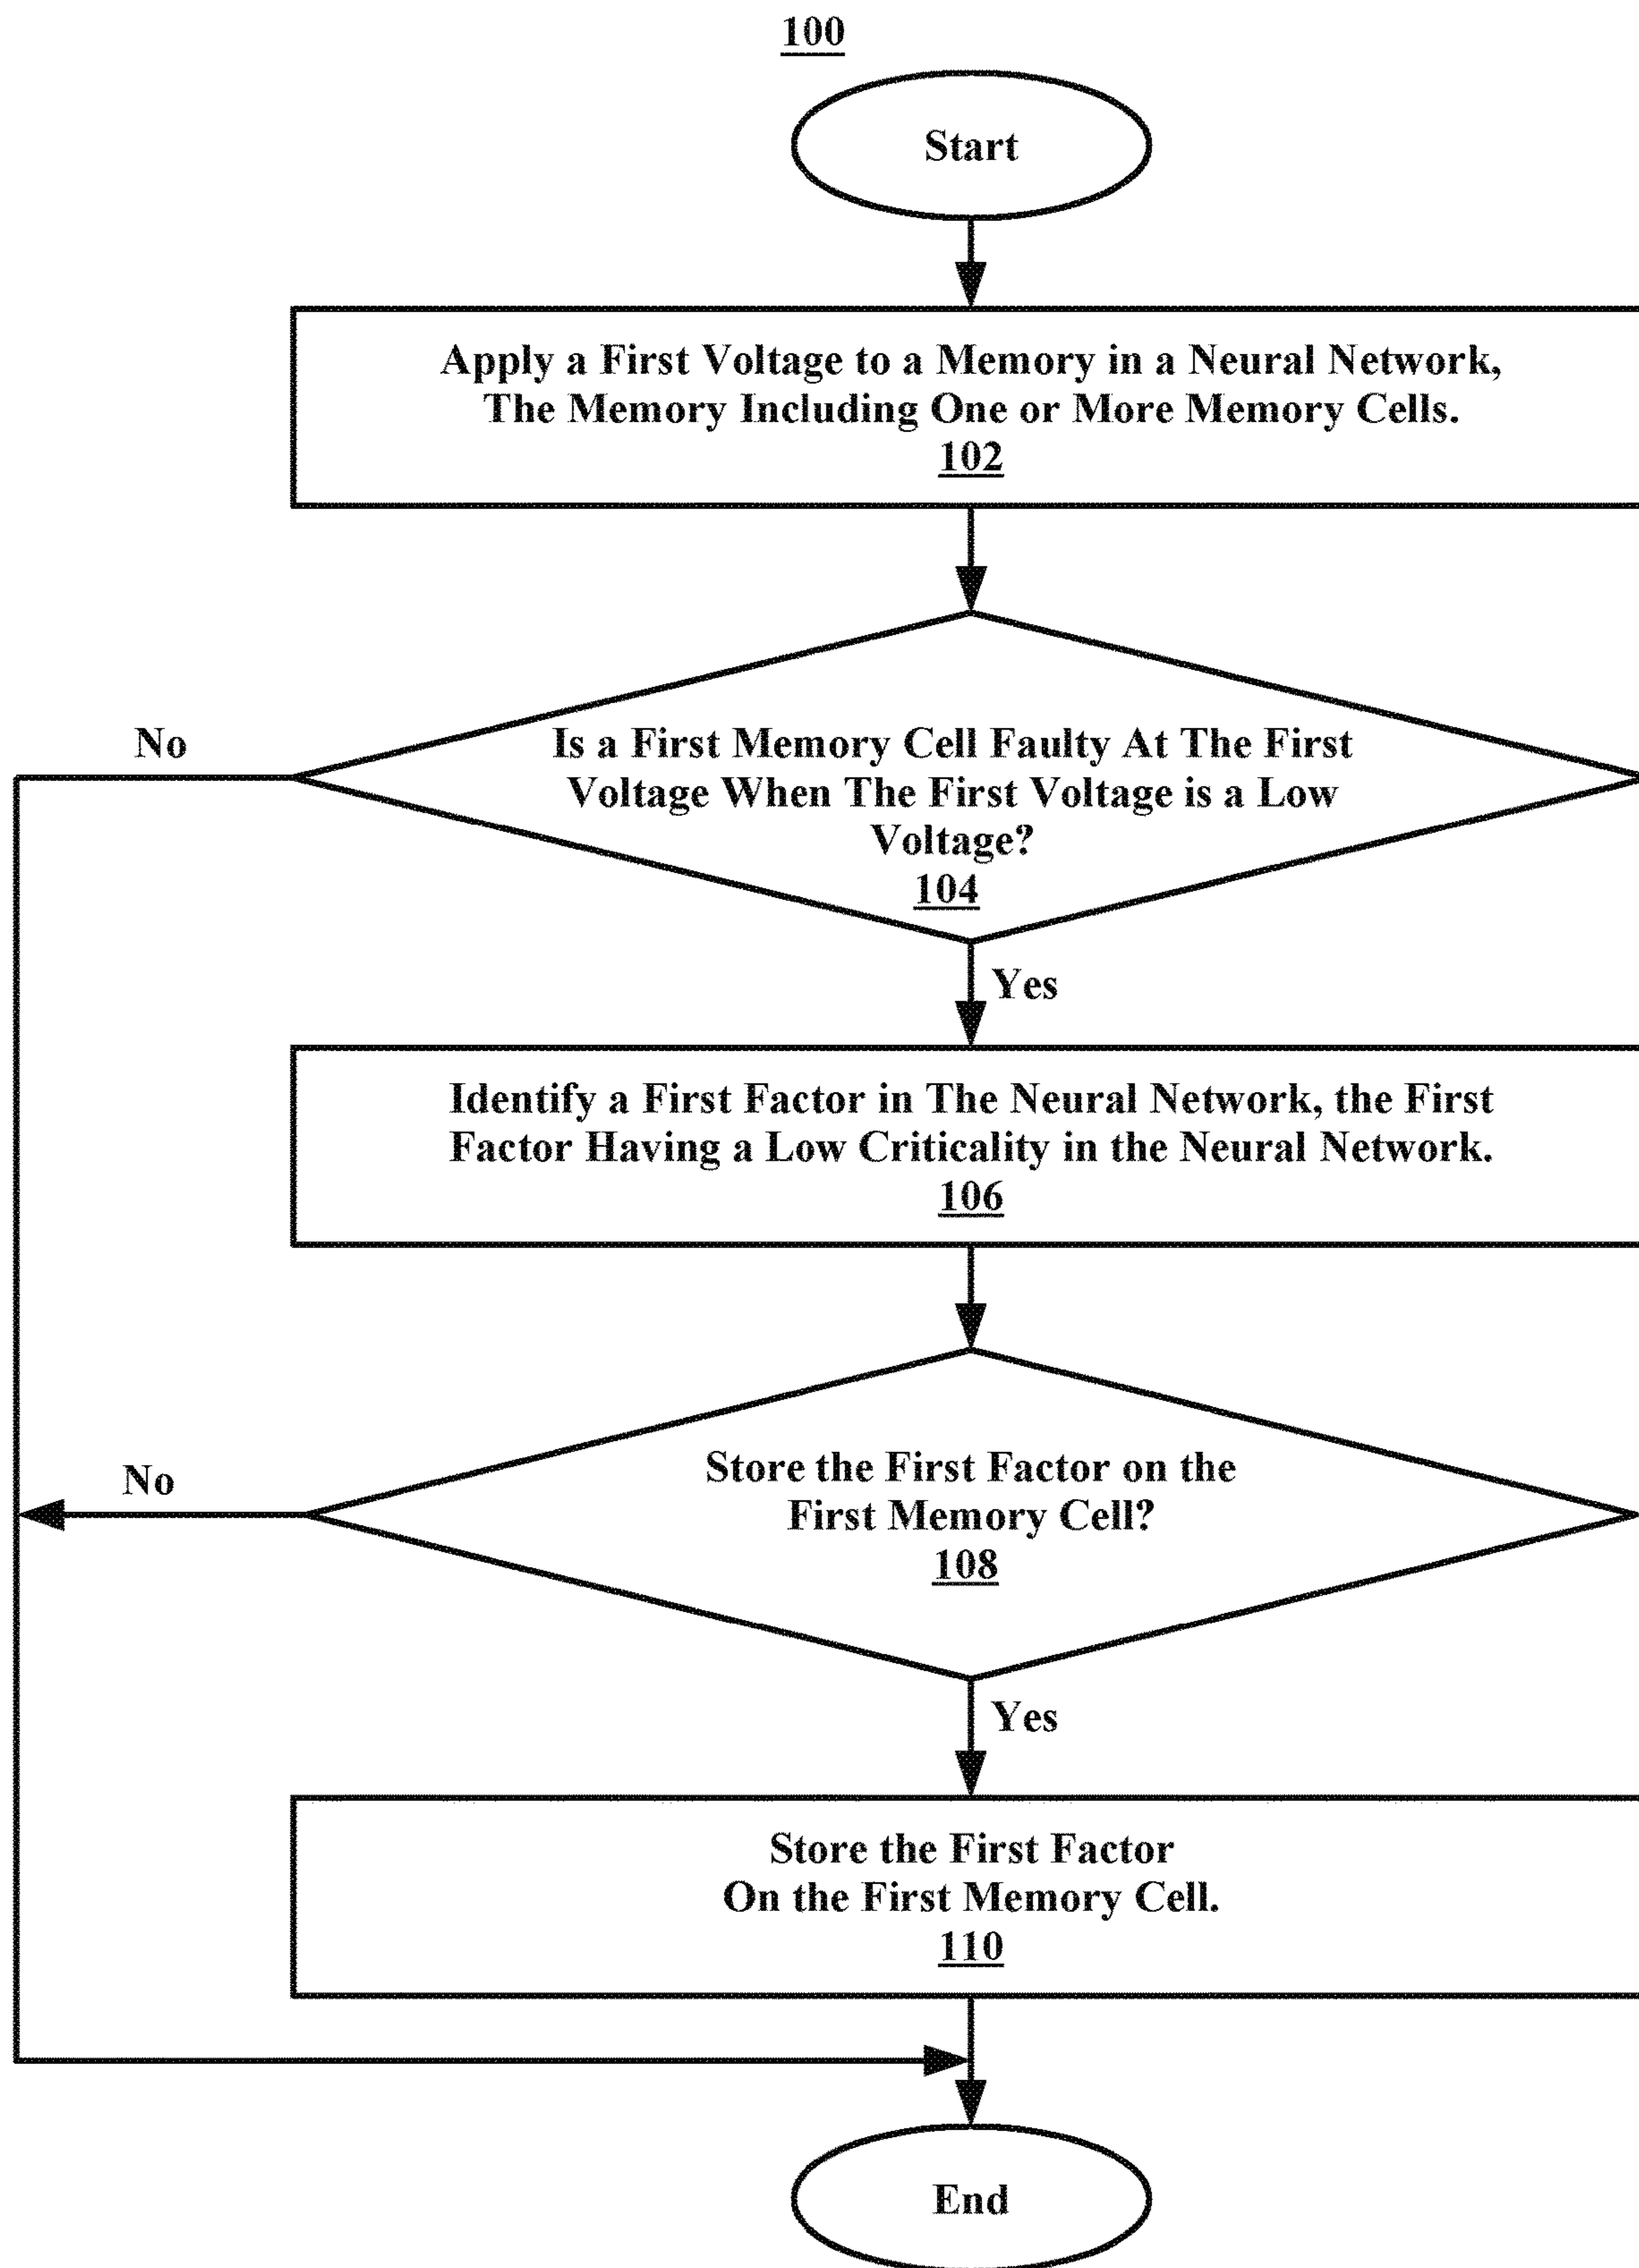 100
Start
Apply a First Voltage to a Memory in a Neural Network,
The Memory Including One or More Memory Cells.
102
No
Is a First Memory Cell Faulty At The First
Voltage When The First Voltage is a Low
Voltage?
104
Yes
Identify a First Factor in The Neural Network, the First
Factor Having a Low Criticality in the Neural Network.
106
No
Store the First Factor on the
First Memory Cell?
108
Yes
Store the First Factor
On the First Memory Cell.
110
End